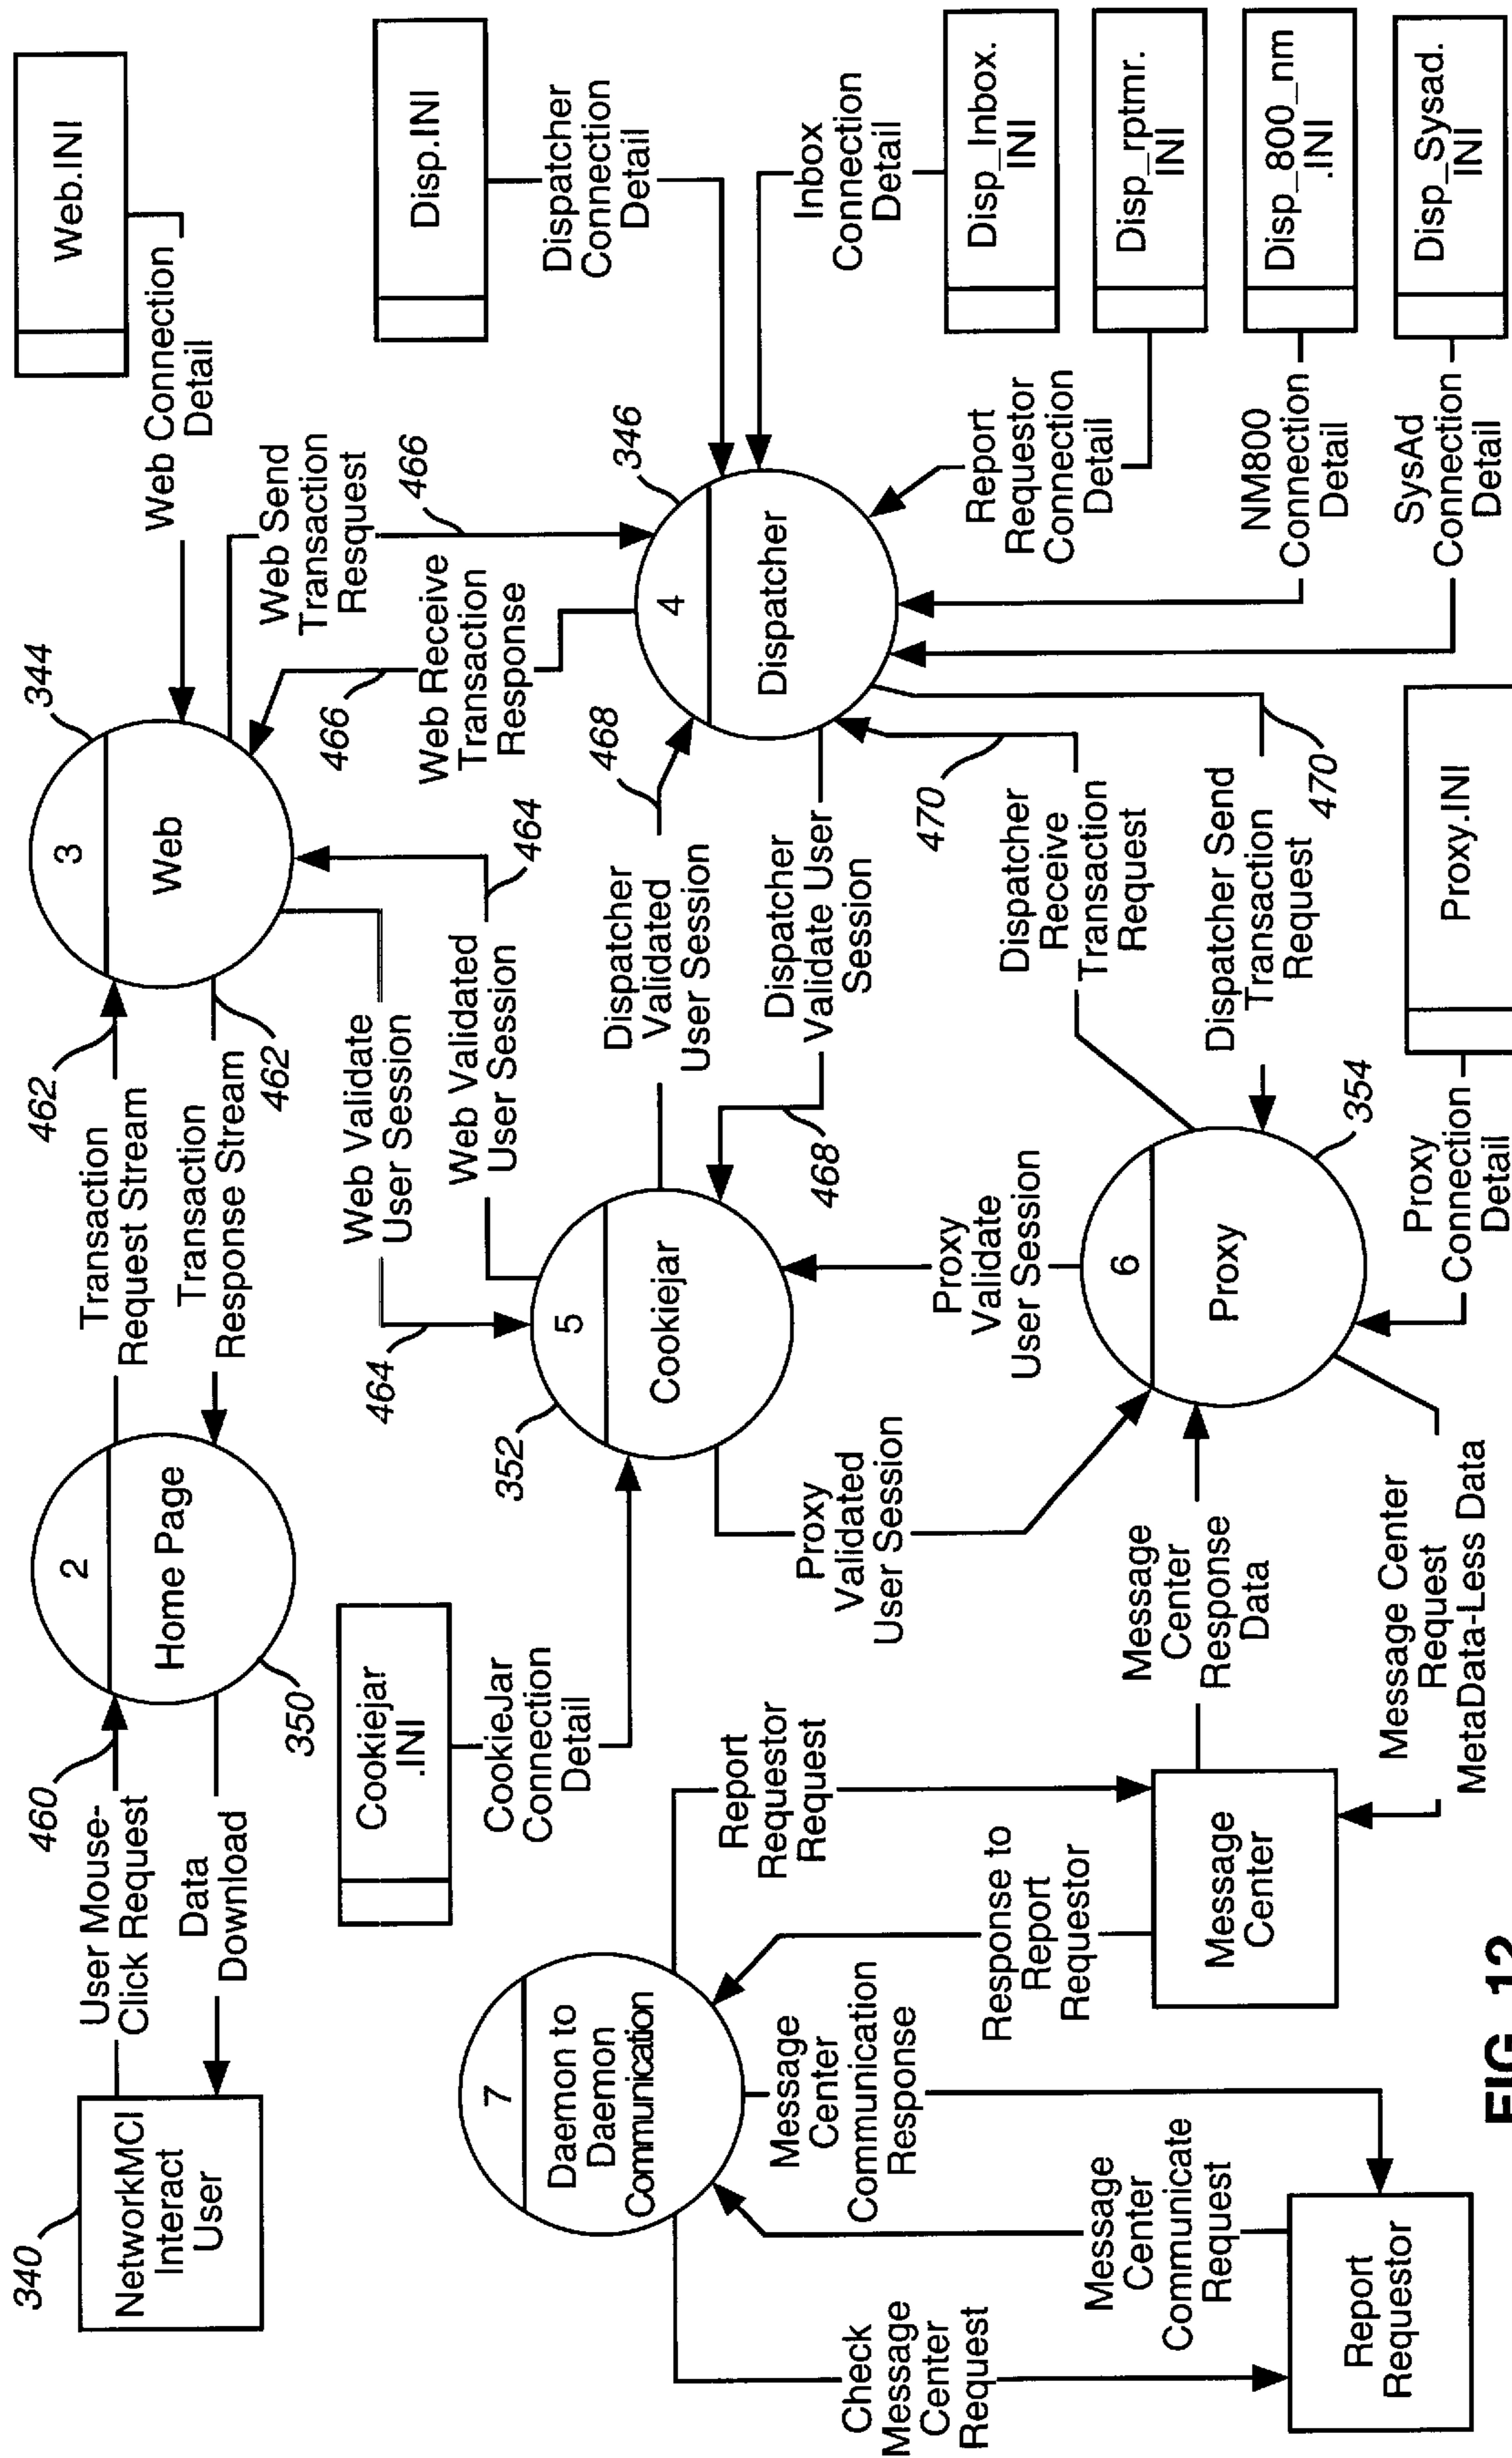 340
NetworkMCI
Interact
User
User Mouse-
Click Request
460
Data
Download
2
Home Page
350
Transaction
Request Stream
462
Transaction
Response Stream
462
3
Web
344
Web Connection
Detail
Web.INI
Web Validate
User Session
464
Web Validated
User Session
464
Web Send
Transaction
Resquest
466
Web Receive
Transaction
Response
466
Disp.INI
Dispatcher
Connection
Detail
Cookiejar
.INI
CookieJar
Connection
Detail
352
5
Cookiejar
Dispatcher
Validated
User Session
468
Dispatcher
Validate User
Session
468
4
Dispatcher
346
Inbox
Connection
Detail
Disp_Inbox.
INI
Report
Requestor
Connection
Detail
Disp_rptmr.
INI
NM800
Connection
Detail
Disp_800_nm
.INI
SysAd
Connection
Detail
Disp_Sysad.
INI
7
Daemon to
Daemon
Communication
Report
Requestor
Request
Response to
Report
Requestor
Message
Center
Communication
Response
Message
Center
Communicate
Request
Check
Message
Center
Request
Report
Requestor
Message
Center
Message
Center
Response
Data
Message Center
Request
MetaData-Less Data
Proxy
Validated
User Session
Proxy
Validate
User Session
6
Proxy
354
Dispatcher
Receive
Transaction
Request
470
Dispatcher Send
Transaction
Request
470
Proxy
Connection
Detail
Proxy.INI
FIG. 12